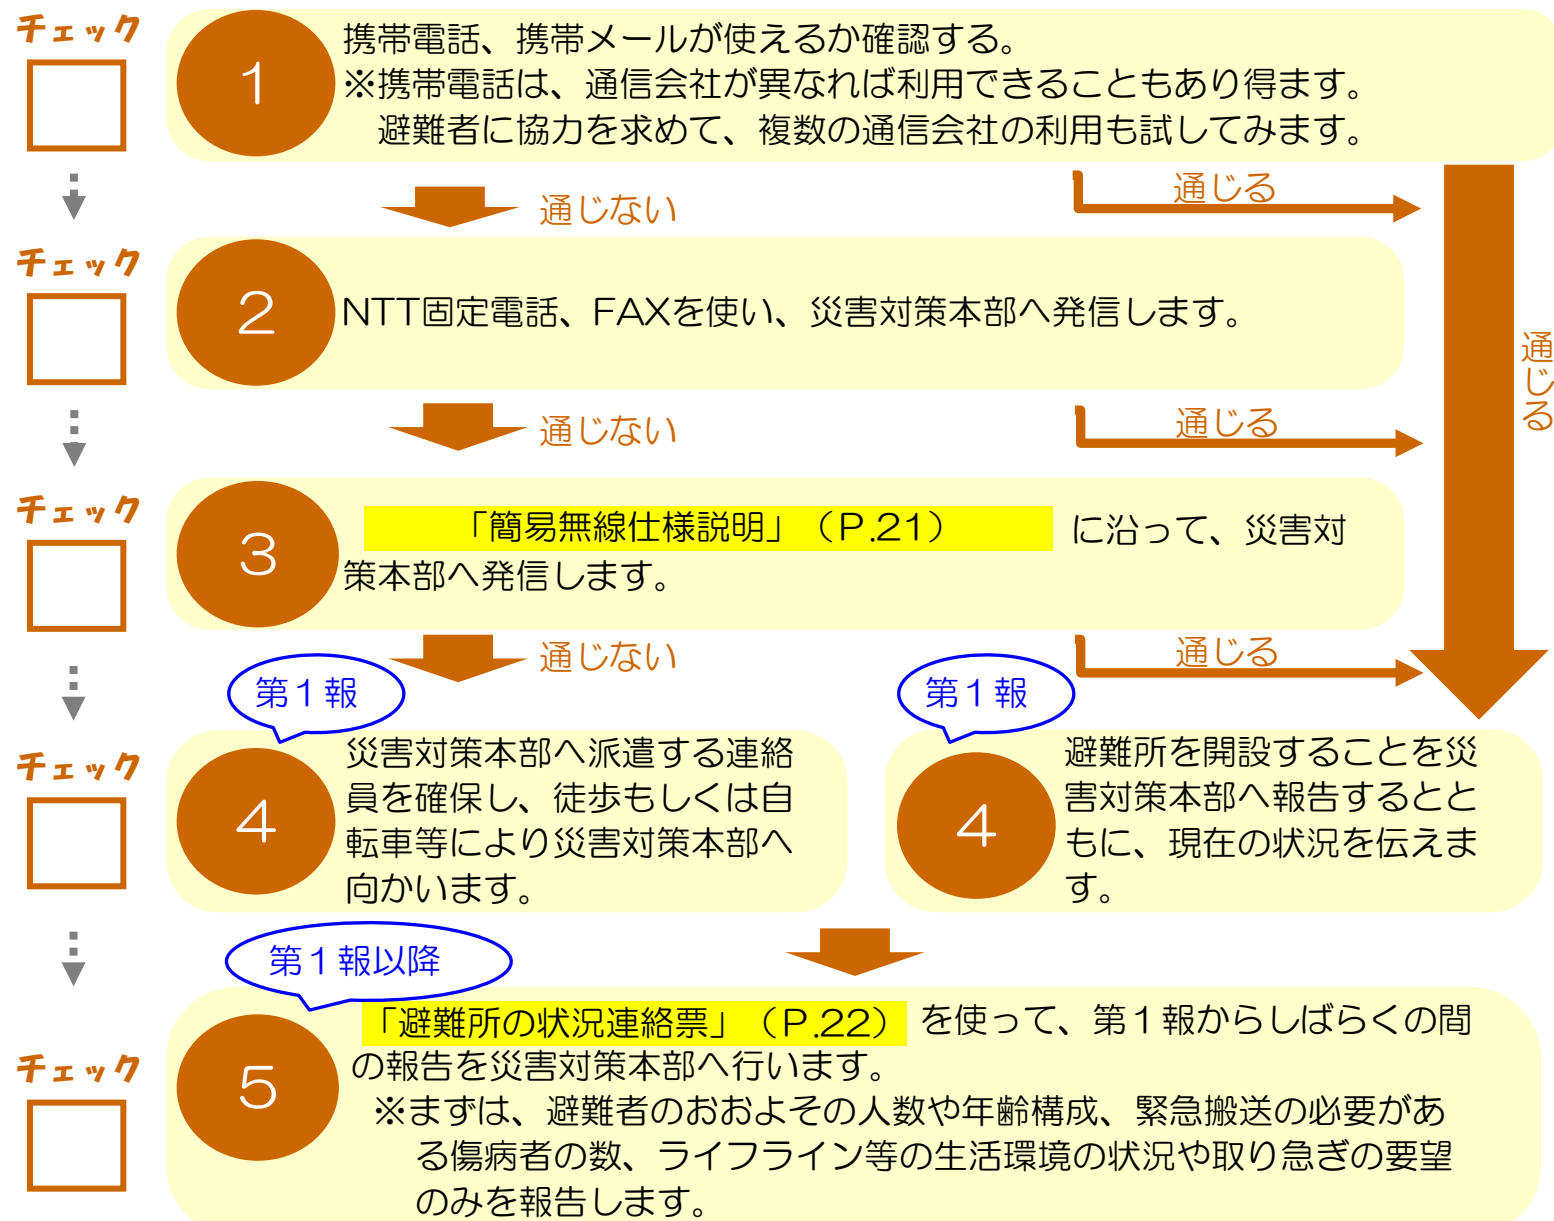 チェック
1
携帯電話、携帯メールが使えるか確認する。
※携帯電話は、通信会社が異なれば利用できることもあり得ます。
避難者に協力を求めて、複数の通信会社の利用も試してみます。
通じない
通じる
チェック
2
NTT固定電話、FAXを使い、災害対策本部へ発信します。
通じる
通じない
通じる
チェック
3
「簡易無線仕様説明」（P.21）に沿って、災害対
策本部へ発信します。
通じない
通じる
第1報
第1報
チェック
4
災害対策本部へ派遣する連絡
員を確保し、徒歩もしくは自
転車等により災害対策本部へ
向かいます。
4
避難所を開設することを災
害対策本部へ報告するとと
もに、現在の状況を伝えま
す。
第1報以降
チェック
5
「避難所の状況連絡票」（P.22）を使って、第1報からしばらくの間
の報告を災害対策本部へ行います。
※まずは、避難者のおおよその人数や年齢構成、緊急搬送の必要があ
る傷病者の数、ライフライン等の生活環境の状況や取り急ぎの要望
のみを報告します。